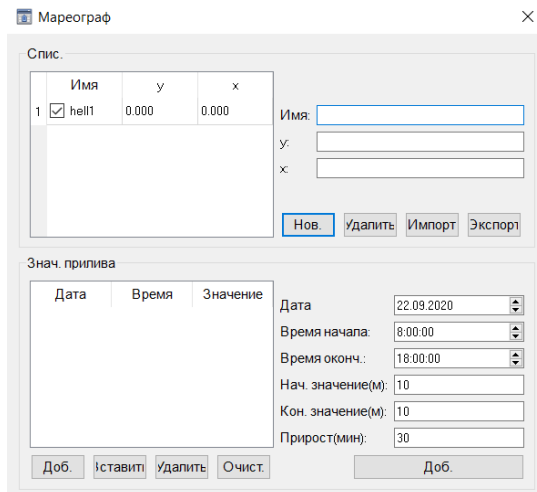 Мареограф
Спис.
Имя y x
1 hell1 0.000 0.000
Имя:
y:
x:
Нов. Удалить Импорт Экспорт
Знач. прилива
Дата Время Значение
Дата 22.09.2020
Время начала: 8:00:00
Время оконч.: 18:00:00
Нач. значение(м): 10
Кон. значение(м): 10
Прирост(мин): 30
Доб. Вставить Удалить Очист. Доб.